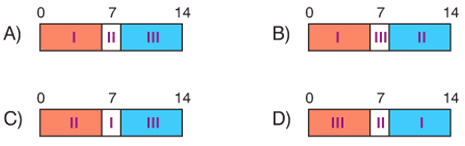 0 7 14
A) I II III
0 7 14
B) I III II
0 7 14
C) II I III
0 7 14
D) III II I